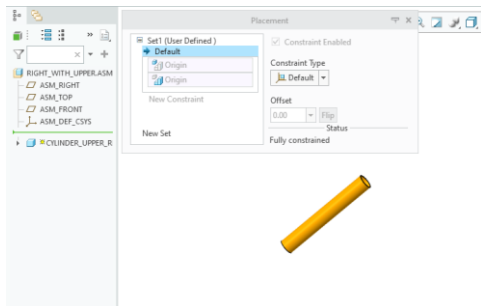 Placement
Set1 (User Defined )
Default
Origin
Origin
New Constraint
New Set
Constraint Enabled
Constraint Type
Default
Offset
0.00
Flip
Status
Fully constrained
RIGHT_WITH_UPPER.ASM
ASM_RIGHT
ASM_TOP
ASM_FRONT
ASM_DEF_CSYS
CYLINDER_UPPER_R